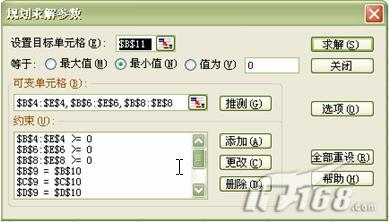 规划求解参数
设置目标单元格(E): $B$11 求解(S)
等于: 最大值(M) 最小值(N) 值为(V) 0 关闭
可变单元格(B):
$B$4:$E$4,$B$6:$E$6,$B$8:$E$8 推测(G)
约束(U): 选项(O)
$B$4:$E$4 >= 0 添加(A)
$B$6:$E$6 >= 0
$B$8:$E$8 >= 0 更改(C) 全部重设(R)
$B$9 = $B$10
$C$9 = $C$10 删除(D) 帮助(H)
$D$9 = $D$10
IT168.com